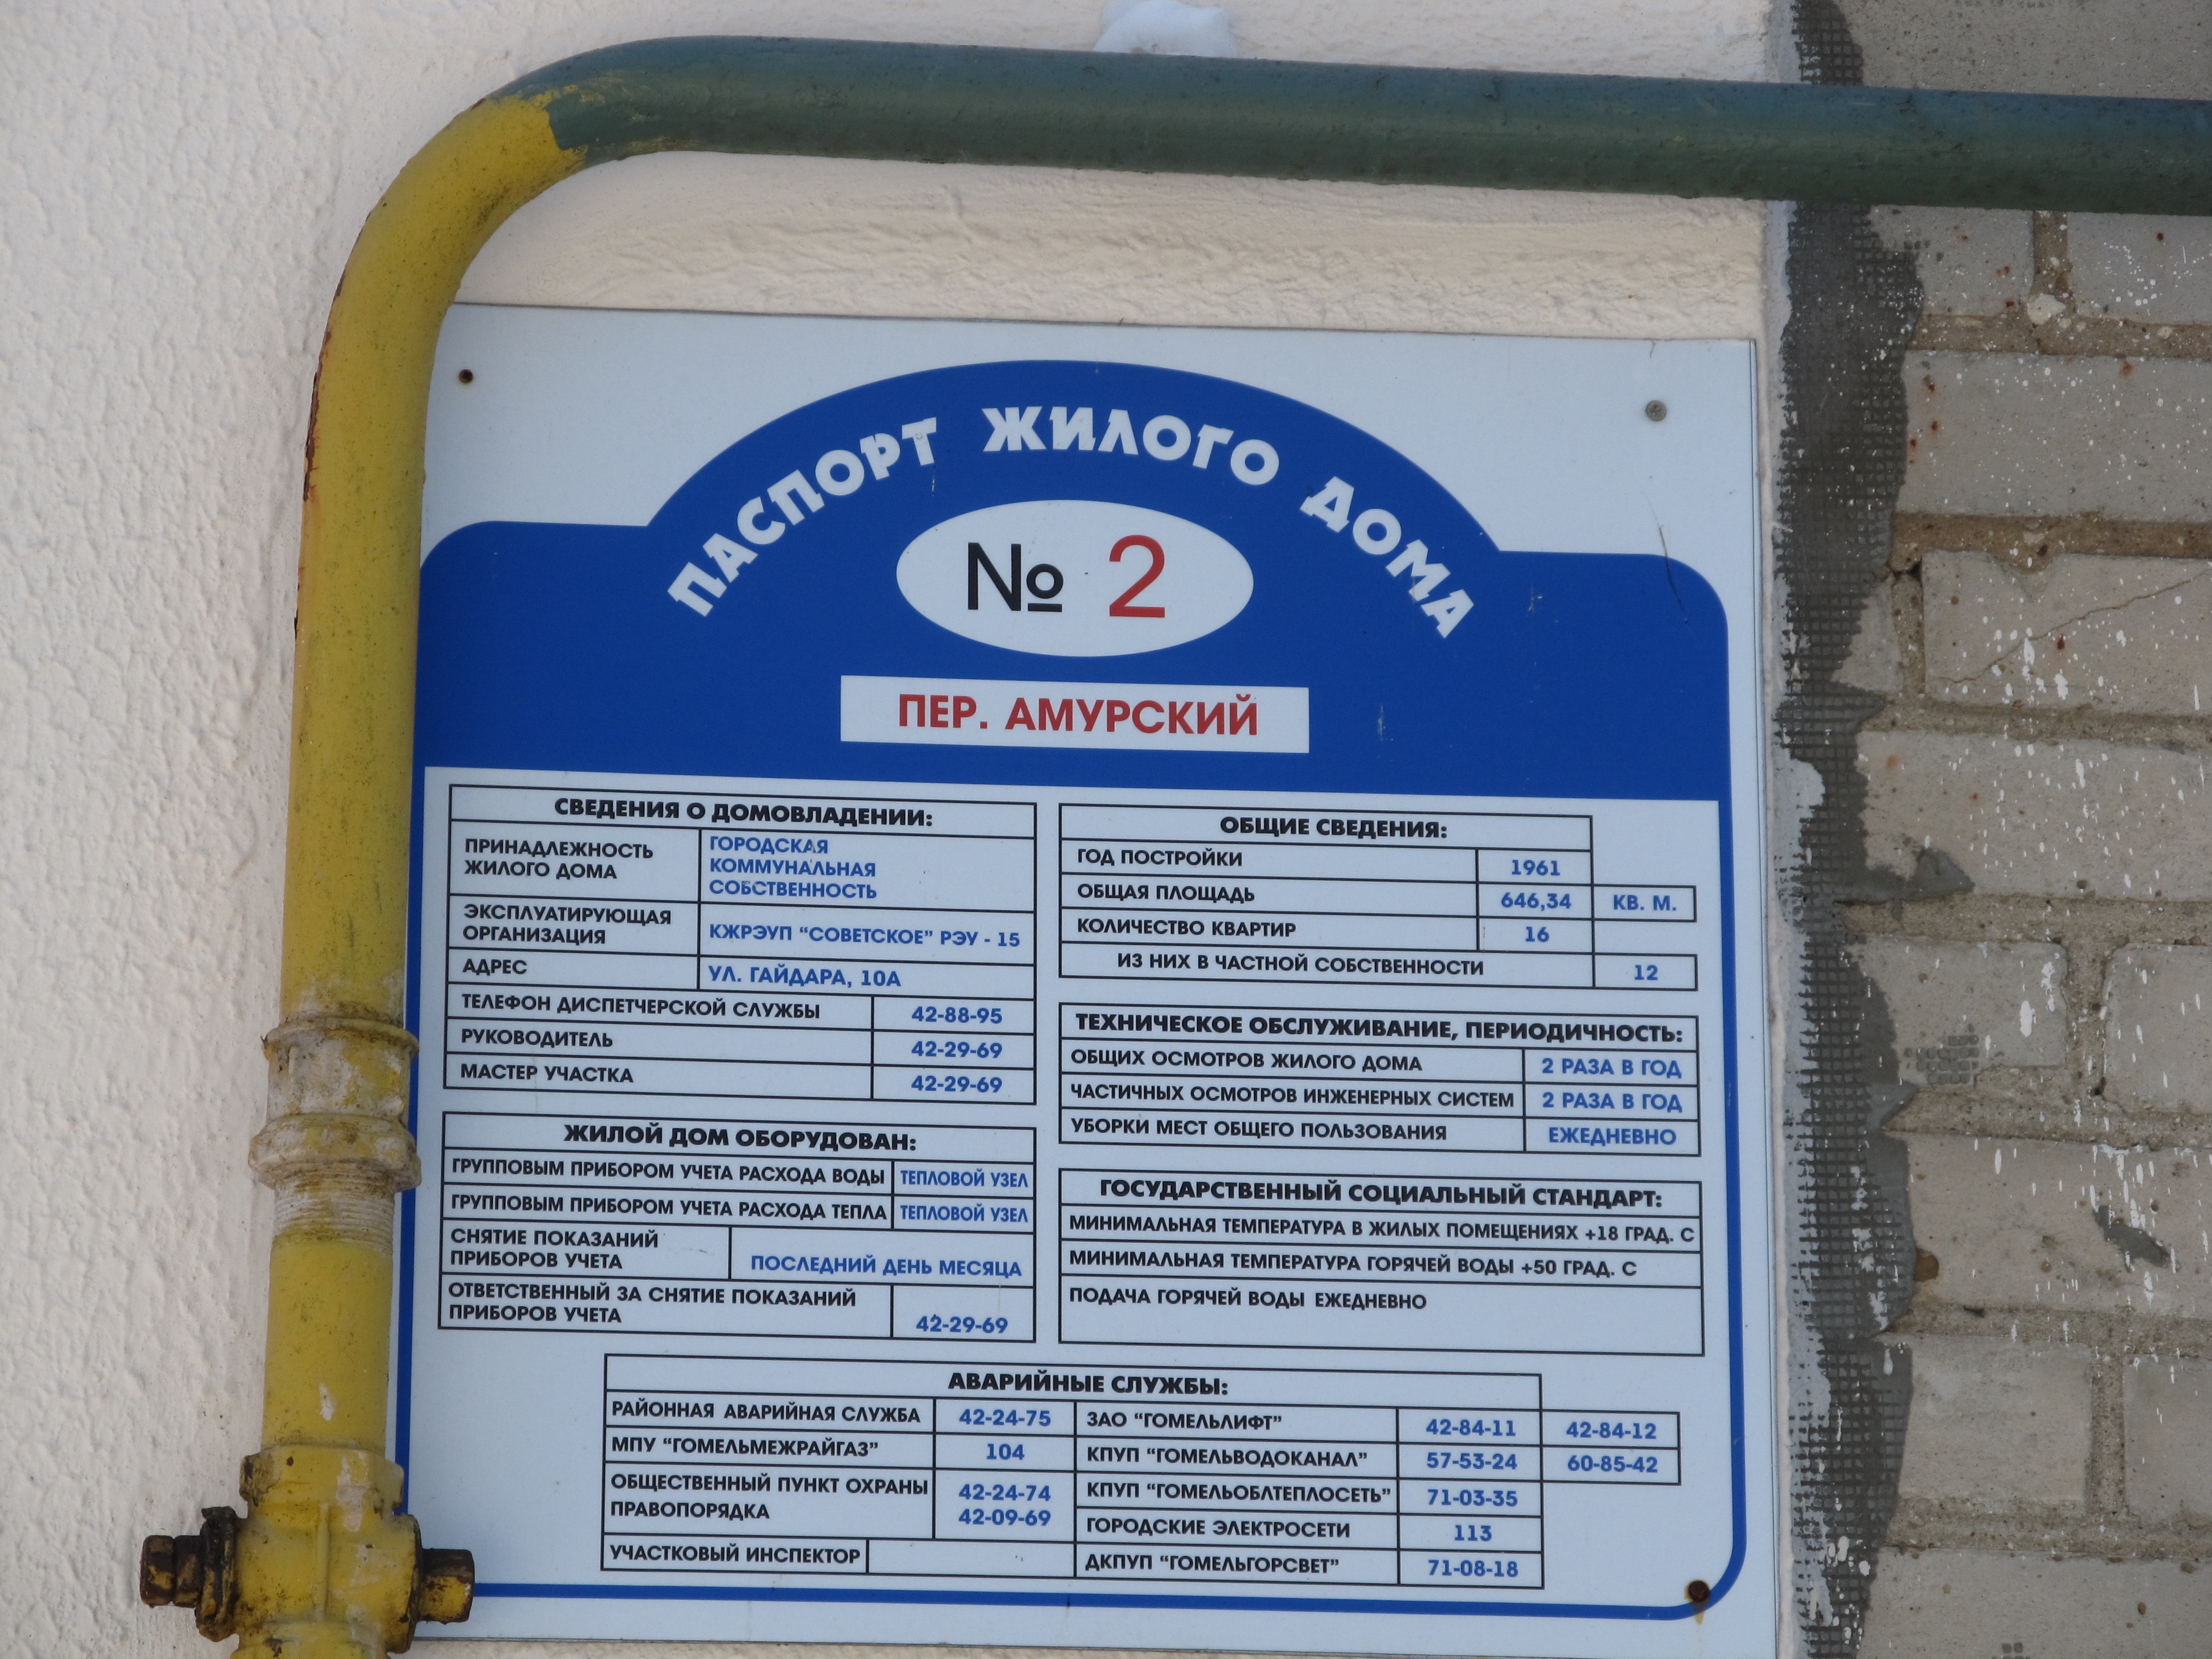 ПАСПОРТ ЖИЛОГО ДОМА
№ 2
ПЕР. АМУРСКИЙ
СВЕДЕНИЯ О ДОМОВЛАДЕНИИ:
ПРИНАДЛЕЖНОСТЬ
ЖИЛОГО ДОМА
ГОРОДСКАЯ
КОММУНАЛЬНАЯ
СОБСТВЕННОСТЬ
ЭКСПЛУАТИРУЮЩАЯ
ОРГАНИЗАЦИЯ
КЖРЭУП “СОВЕТСКОЕ” РЭУ - 15
АДРЕС УЛ. ГАЙДАРА, 10А
ТЕЛЕФОН ДИСПЕТЧЕРСКОЙ СЛУЖБЫ 42-88-95
РУКОВОДИТЕЛЬ 42-29-69
МАСТЕР УЧАСТКА 42-29-69
ЖИЛОЙ ДОМ ОБОРУДОВАН:
ГРУППОВЫМ ПРИБОРОМ УЧЕТА РАСХОДА ВОДЫ ТЕПЛОВОЙ УЗЕЛ
ГРУППОВЫМ ПРИБОРОМ УЧЕТА РАСХОДА ТЕПЛА ТЕПЛОВОЙ УЗЕЛ
СНЯТИЕ ПОКАЗАНИЙ
ПРИБОРОВ УЧЕТА ПОСЛЕДНИЙ ДЕНЬ МЕСЯЦА
ОТВЕТСТВЕННЫЙ ЗА СНЯТИЕ ПОКАЗАНИЙ
ПРИБОРОВ УЧЕТА 42-29-69
ОБЩИЕ СВЕДЕНИЯ:
ГОД ПОСТРОЙКИ 1961
ОБЩАЯ ПЛОЩАДЬ 646,34 КВ. М.
КОЛИЧЕСТВО КВАРТИР 16
ИЗ НИХ В ЧАСТНОЙ СОБСТВЕННОСТИ 12
ТЕХНИЧЕСКОЕ ОБСЛУЖИВАНИЕ, ПЕРИОДИЧНОСТЬ:
ОБЩИХ ОСМОТРОВ ЖИЛОГО ДОМА 2 РАЗА В ГОД
ЧАСТИЧНЫХ ОСМОТРОВ ИНЖЕНЕРНЫХ СИСТЕМ 2 РАЗА В ГОД
УБОРКИ МЕСТ ОБЩЕГО ПОЛЬЗОВАНИЯ ЕЖЕДНЕВНО
ГОСУДАРСТВЕННЫЙ СОЦИАЛЬНЫЙ СТАНДАРТ:
МИНИМАЛЬНАЯ ТЕМПЕРАТУРА В ЖИЛЫХ ПОМЕЩЕНИЯХ +18 ГРАД. С
МИНИМАЛЬНАЯ ТЕМПЕРАТУРА ГОРЯЧЕЙ ВОДЫ +50 ГРАД. С
ПОДАЧА ГОРЯЧЕЙ ВОДЫ ЕЖЕДНЕВНО
АВАРИЙНЫЕ СЛУЖБЫ:
РАЙОННАЯ АВАРИЙНАЯ СЛУЖБА 42-24-75
МПУ “ГОМЕЛЬМЕЖРАЙГАЗ” 104
ОБЩЕСТВЕННЫЙ ПУНКТ ОХРАНЫ 42-24-74
ПРАВОПОРЯДКА 42-09-69
УЧАСТКОВЫЙ ИНСПЕКТОР
ЗАО “ГОМЕЛЬЛИФТ” 42-84-11 42-84-12
КПУП “ГОМЕЛЬВОДОКАНАЛ” 57-53-24 60-85-42
КПУП “ГОМЕЛЬОБЛТЕПЛОСЕТЬ” 71-03-35
ГОРОДСКИЕ ЭЛЕКТРОСЕТИ 113
ДКПУП “ГОМЕЛЬГОРСВЕТ” 71-08-18